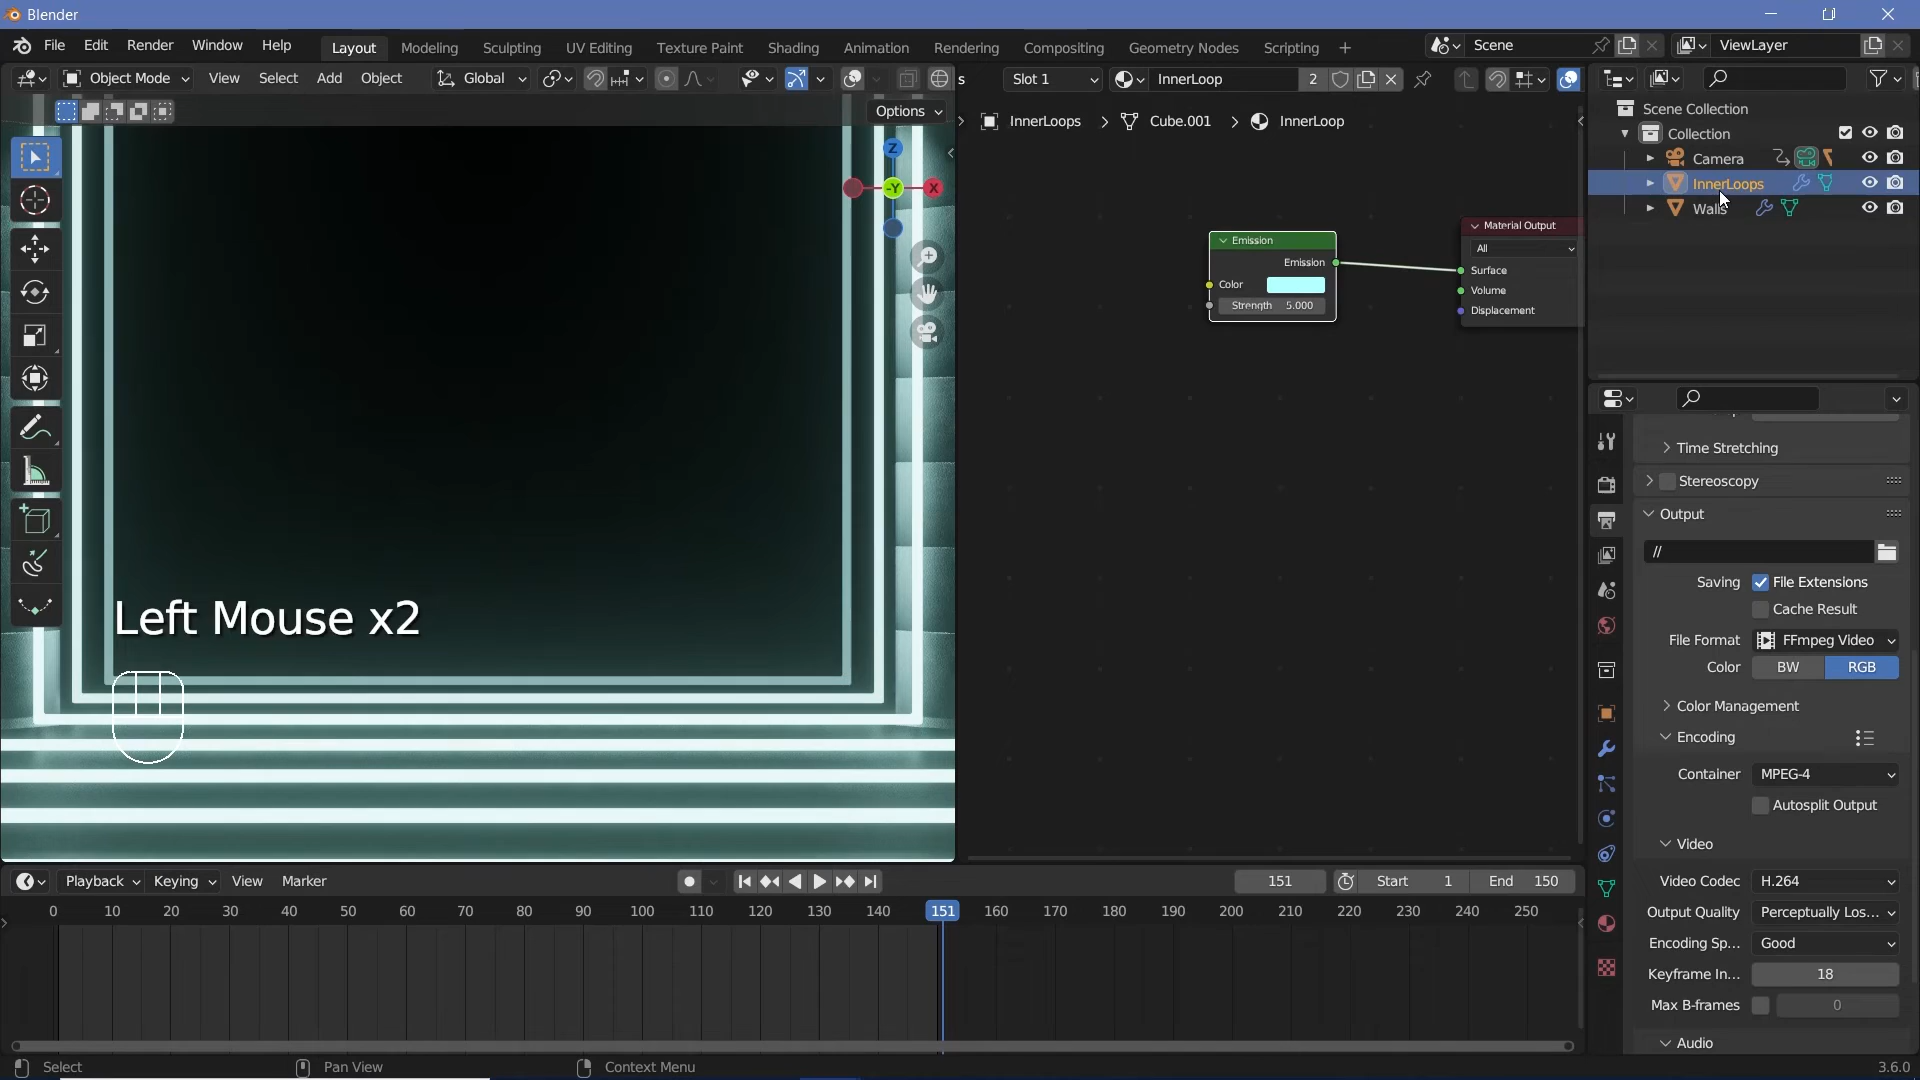 Blender
File Edit Render Window Help Layout Modeling Sculpting UV Editing Texture Paint Shading Animation Rendering Compositing Geometry Nodes Scripting + Scene ViewLayer
Object Mode View Select Add Object Global s Slot 1 InnerLoop 2
Options
InnerLoops > Cube.001 > InnerLoop
Scene Collection
Collection
Camera
InnerLoops
Walls
Z
-Y X
Emission
Emission
Color
Strength 5.000
Material Output
All
Surface
Volume
Displacement
Left Mouse x2
Time Stretching
Stereoscopy
Output
//
Saving File Extensions
Cache Result
File Format FFmpeg Video
Color BW RGB
Color Management
Encoding
Container MPEG-4
Autosplit Output
Video
Video Codec H.264
Output Quality Perceptually Los...
Encoding Sp... Good
Keyframe In... 18
Max B-frames 0
Audio
Playback Keying View Marker 151 Start 1 End 150
0 10 20 30 40 50 60 70 80 90 100 110 120 130 140 151 160 170 180 190 200 210 220 230 240 250
Select Pan View Context Menu 3.6.0